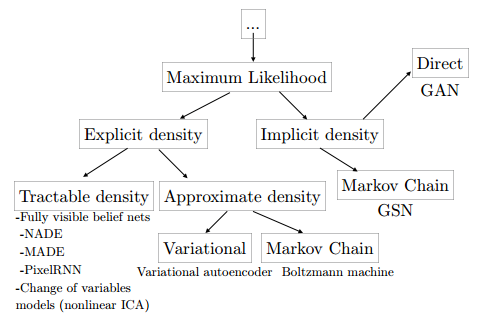 ...
Maximum Likelihood
Direct
GAN
Explicit density
Implicit density
Tractable density
-Fully visible belief nets
-NADE
-MADE
-PixelRNN
-Change of variables
models (nonlinear ICA)
Approximate density
Markov Chain
GSN
Variational
Variational autoencoder
Markov Chain
Boltzmann machine